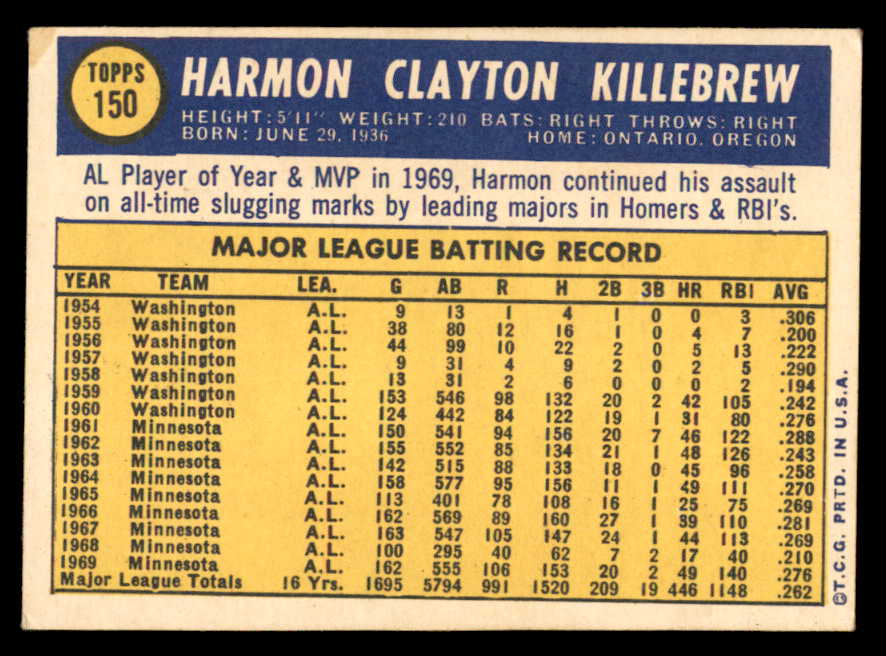 TOPPS
150
HARMON CLAYTON KILLEBREW
HEIGHT: 5'11" WEIGHT: 210 BATS: RIGHT THROWS: RIGHT
BORN: JUNE 29, 1936 HOME: ONTARIO, OREGON
AL Player of Year & MVP in 1969, Harmon continued his assault
on all-time slugging marks by leading majors in Homers & RBI's.
MAJOR LEAGUE BATTING RECORD
YEAR TEAM LEA. G AB R H 2B 3B HR RBI AVG
1954 Washington A.L. 9 13 1 4 1 0 0 3 .306
1955 Washington A.L. 38 80 12 16 1 0 4 7 .200
1956 Washington A.L. 44 99 10 22 2 0 5 13 .222
1957 Washington A.L. 9 31 4 9 2 0 2 5 .290
1958 Washington A.L. 13 31 2 6 0 0 0 2 .194
1959 Washington A.L. 153 546 98 132 20 2 42 105 .242
1960 Washington A.L. 124 442 84 122 19 1 31 80 .276
1961 Minnesota A.L. 150 541 94 156 20 7 46 122 .288
1962 Minnesota A.L. 155 552 85 134 21 1 48 126 .243
1963 Minnesota A.L. 142 515 88 133 18 0 45 96 .258
1964 Minnesota A.L. 158 577 95 156 11 1 49 111 .270
1965 Minnesota A.L. 113 401 78 108 16 1 25 75 .269
1966 Minnesota A.L. 162 569 89 160 27 1 39 110 .281
1967 Minnesota A.L. 163 547 105 147 24 1 44 113 .269
1968 Minnesota A.L. 100 295 40 62 7 2 17 40 .210
1969 Minnesota A.L. 162 555 106 153 20 2 49 140 .276
Major League Totals 16 Yrs. 1695 5794 991 1520 209 19 446 1148 .262
©T.C.G. PRTD. IN U.S.A.